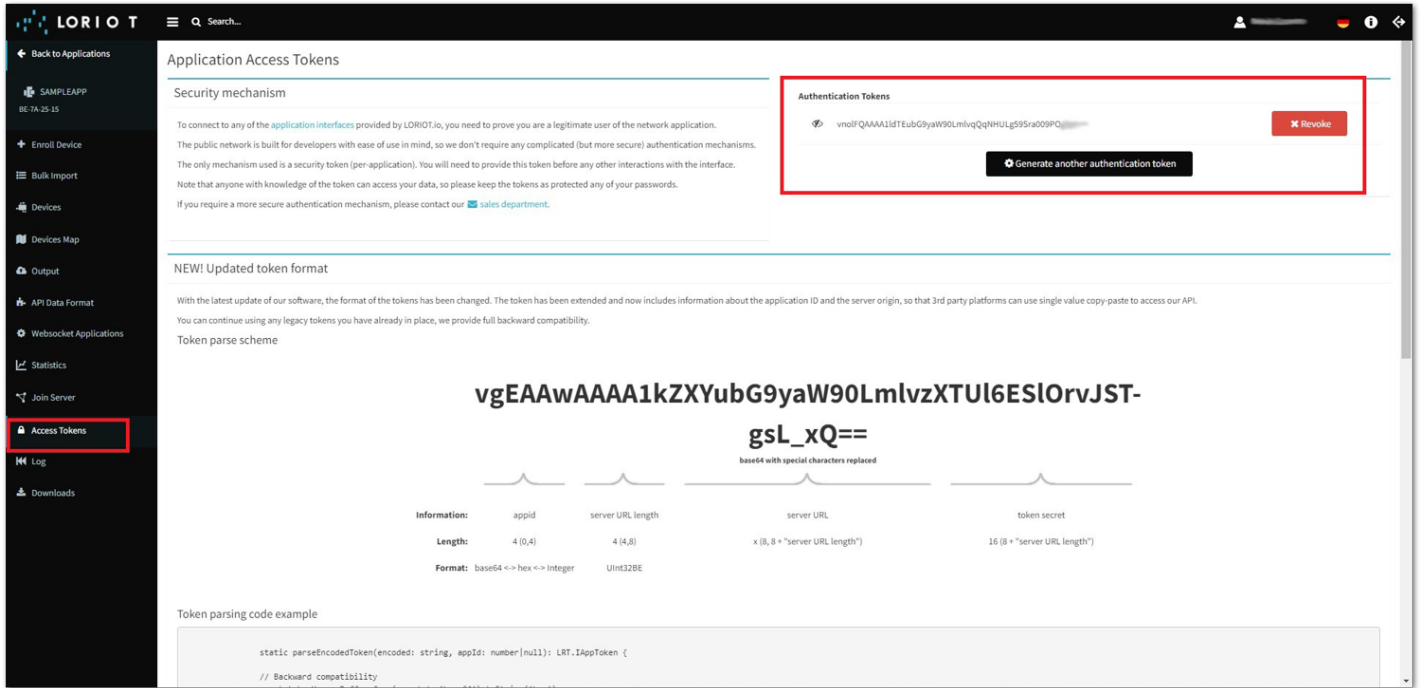 LORIOT
Search...
Back to Applications
SAMPLEAPP
BE-7A-25-15
Enroll Device
Bulk Import
Devices
Devices Map
Output
API Data Format
Websocket Applications
Statistics
Join Server
Access Tokens
Log
Downloads
Application Access Tokens
Security mechanism
To connect to any of the application interfaces provided by LORIOT.io, you need to prove you are a legitimate user of the network application.
The public network is built for developers with ease of use in mind, so we don't require any complicated (but more secure) authentication mechanisms.
The only mechanism used is a security token (per-application). You will need to provide this token before any other interactions with the interface.
Note that anyone with knowledge of the token can access your data, so please keep the tokens as protected any of your passwords.
If you require a more secure authentication mechanism, please contact our sales department.
Authentication Tokens
Revoke
Generate another authentication token
NEW! Updated token format
With the latest update of our software, the format of the tokens has been changed. The token has been extended and now includes information about the application ID and the server origin, so that 3rd party platforms can use single value copy-paste to access our API.
You can continue using any legacy tokens you have already in place, we provide full backward compatibility.
Token parse scheme
vgEAAwAAAA1kZXYubG9yaW90LmlvzXTUl6ESlOrvJST-
gsL_xQ==
base64 with special characters replaced
Information: appid server URL length server URL token secret
Length: 4 (0,4) 4 (4,8) x (8, 8 + "server URL length") 16 (8 + "server URL length")
Format: base64 <-> hex <-> Integer UInt32BE
Token parsing code example
static parseEncodedToken(encoded: string, appId: number|null): LRT.IAppToken {
// Backward compatibility